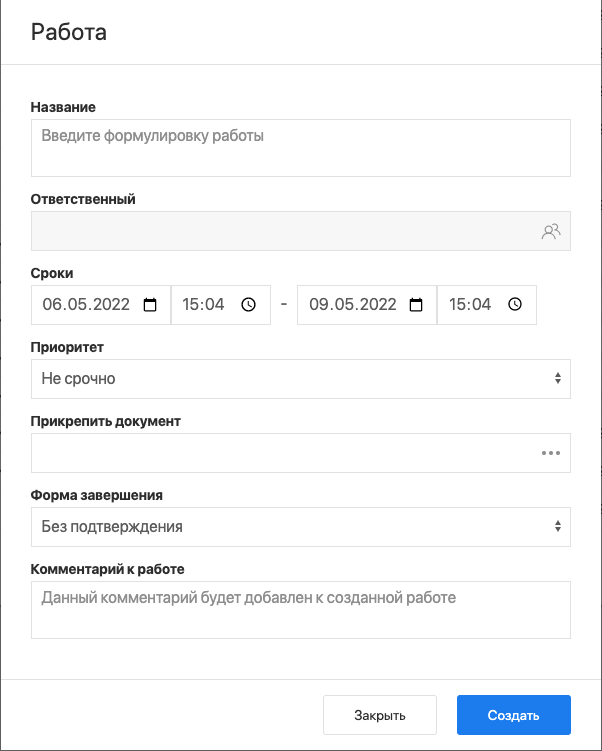 Работа
Название
Введите формулировку работы
Ответственный
Сроки
06.05.2022 15:04 - 09.05.2022 15:04
Приоритет
Не срочно
Прикрепить документ
Форма завершения
Без подтверждения
Комментарий к работе
Данный комментарий будет добавлен к созданной работе
Закрыть Создать